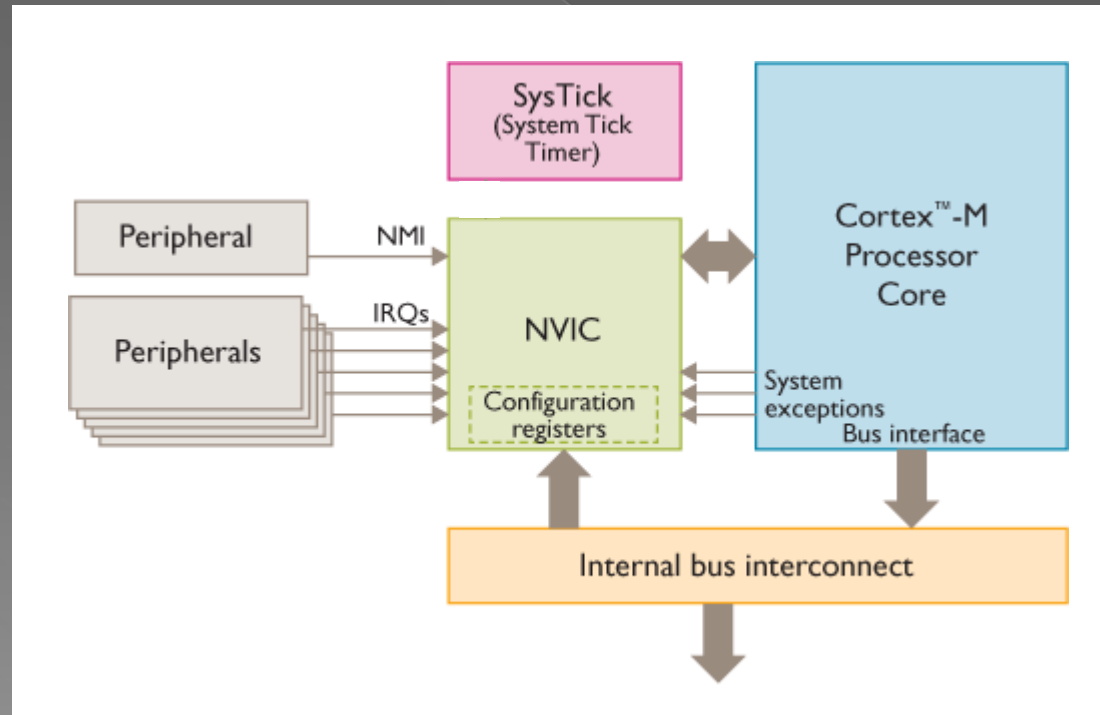 SysTick
(System Tick
Timer)
Cortex™-M
Processor
Core
Peripheral
NMI
IRQs
Peripherals
NVIC
Configuration
registers
System
exceptions
Bus interface
Internal bus interconnect